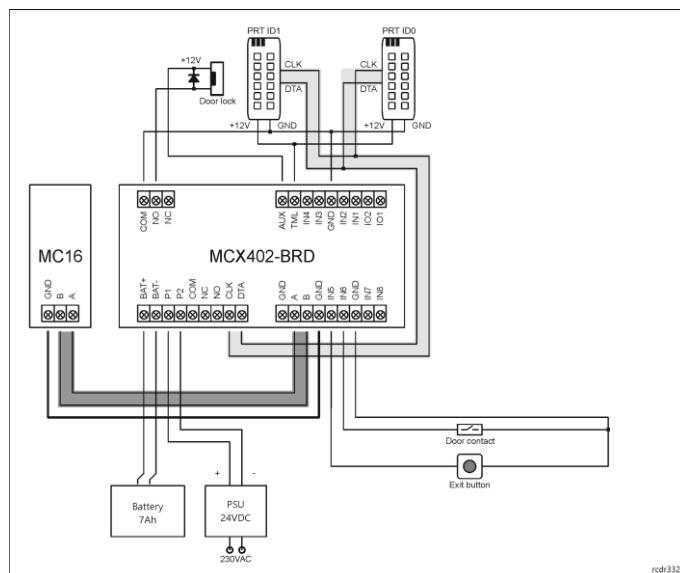 PRT ID1
PRT ID0
CLK
DTA
CLK
DTA
+12V
Door lock
+12V
GND
+12V
GND
COM
NO
NC
AUX
TML
IN4
IN3
GND
IN2
IN1
IO2
IO1
MC16
MCX402-BRD
GND
B
A
BAT+
BAT-
P1
P2
COM
NC
NO
CLK
DTA
GND
A
B
GND
IN5
IN6
GND
IN7
IN8
Door contact
Exit button
+
-
Battery
7Ah
PSU
24VDC
230VAC
rcdr332